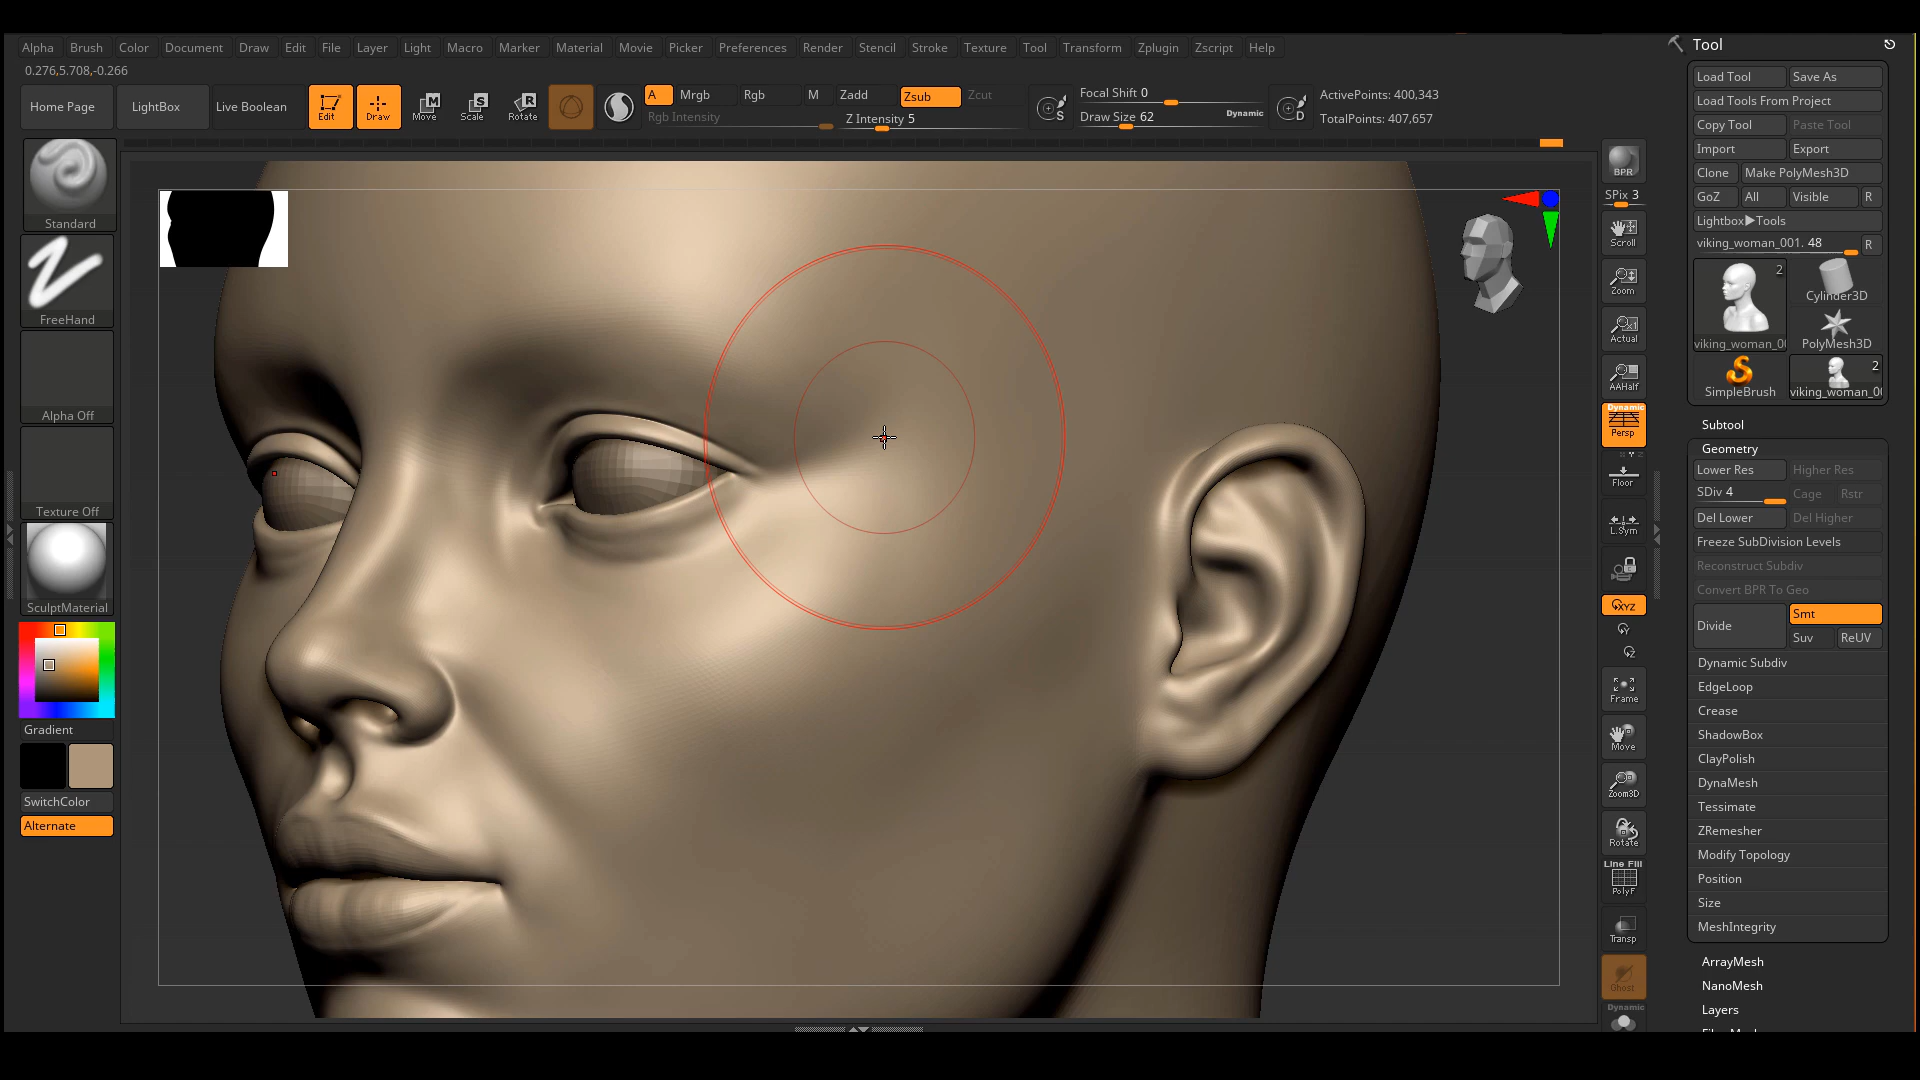 Alpha Brush Color Document Draw Edit File Layer Light Macro Marker Material Movie Picker Preferences Render Stencil Stroke Texture Tool Transform Zplugin Zscript Help
0.276,5.708,-0.266
Home Page LightBox Live Boolean Edit Draw Move Scale Rotate
A Mrgb Rgb M Zadd Zsub Zcut
Rgb Intensity Z Intensity 5
Focal Shift 0
Draw Size 62 Dynamic
ActivePoints: 400,343
TotalPoints: 407,657
Standard
FreeHand
Alpha Off
Texture Off
SculptMaterial
Gradient
SwitchColor
Alternate
BPR
SPix 3
Scroll
Zoom
Actual
AAHalf
Dynamic
Persp
Floor
L.Sym
XYZ
Frame
Move
Zoom3D
Rotate
Line Fill
PolyF
Transp
Ghost
Dynamic
Tool
Load Tool Save As
Load Tools From Project
Copy Tool Paste Tool
Import Export
Clone Make PolyMesh3D
GoZ All Visible R
Lightbox▶Tools
viking_woman_001. 48 R
2
Cylinder3D
viking_woman_00 PolyMesh3D
2
SimpleBrush viking_woman_00
Subtool
Geometry
Lower Res Higher Res
SDiv 4 Cage Rstr
Del Lower Del Higher
Freeze SubDivision Levels
Reconstruct Subdiv
Convert BPR To Geo
Divide Smt
Suv ReUV
Dynamic Subdiv
EdgeLoop
Crease
ShadowBox
ClayPolish
DynaMesh
Tessimate
ZRemesher
Modify Topology
Position
Size
MeshIntegrity
ArrayMesh
NanoMesh
Layers